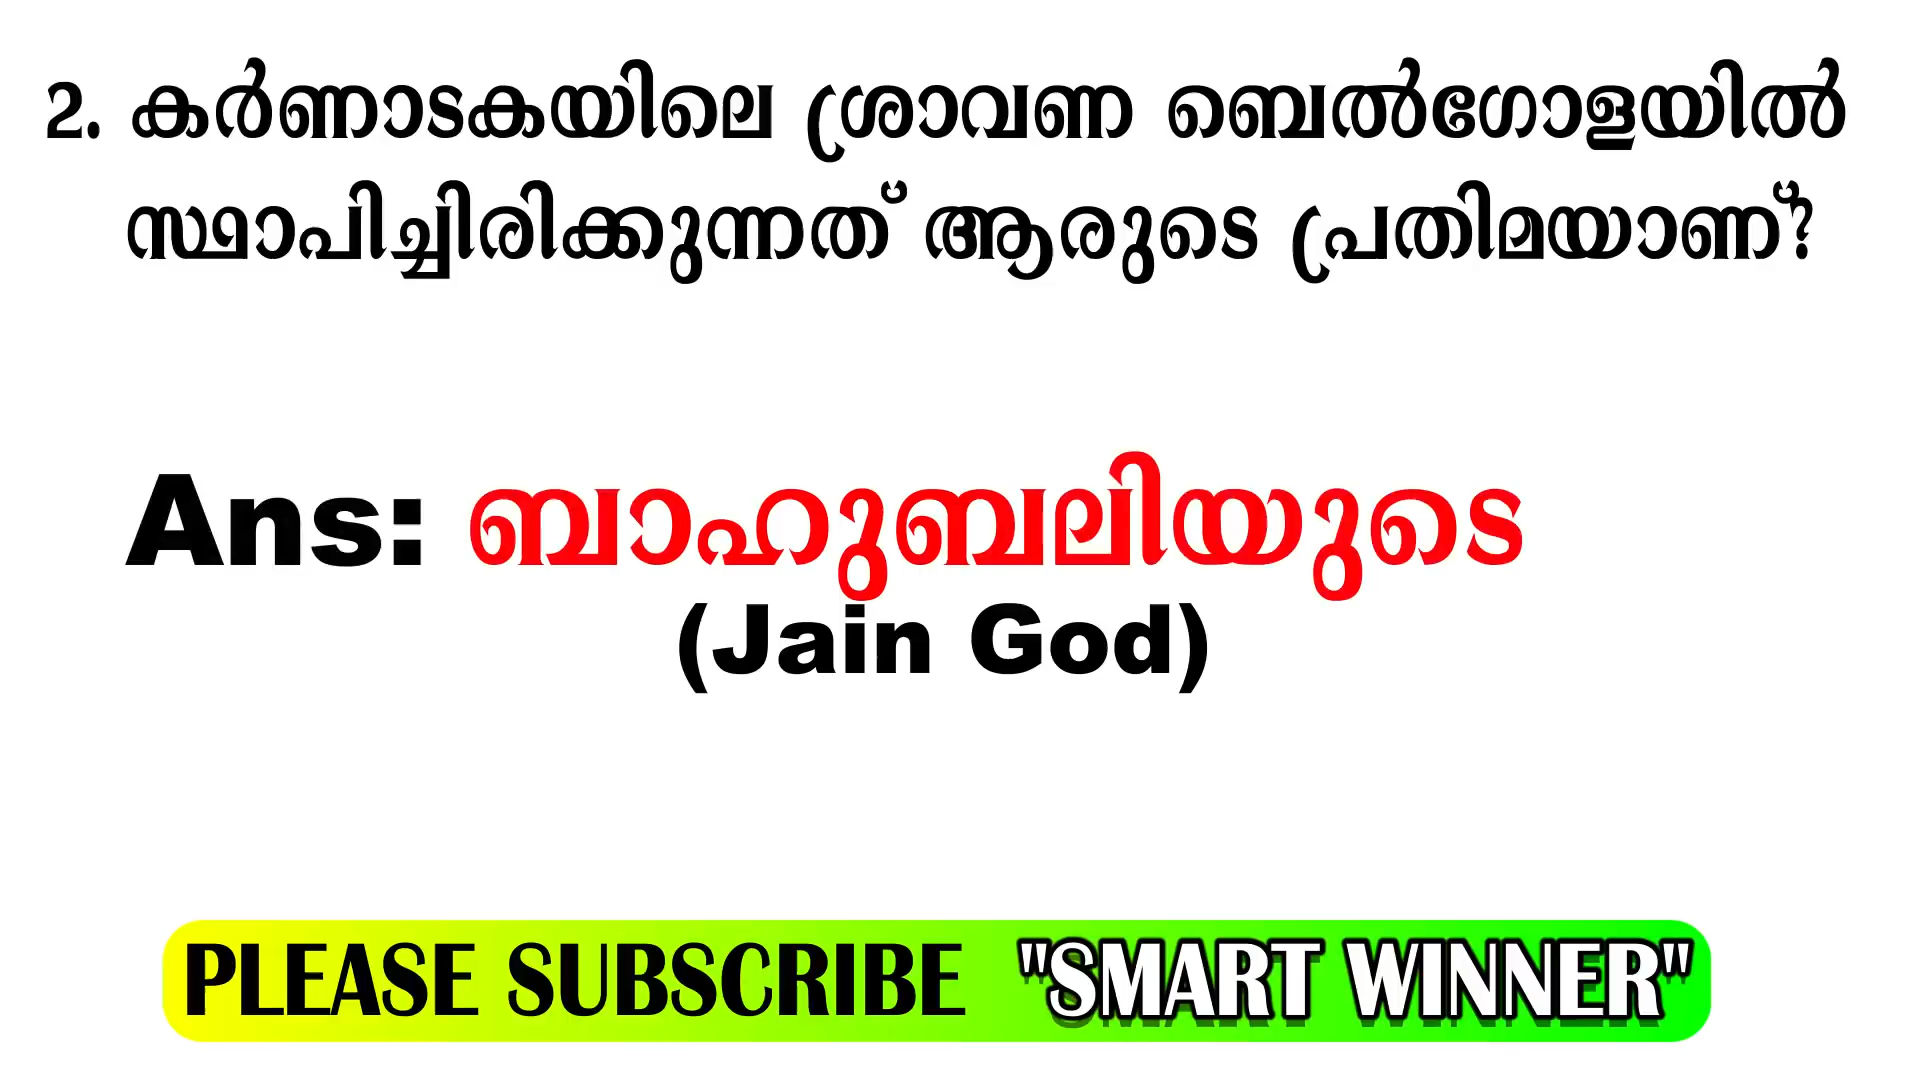 2. കർണാടകയിലെ ശ്രാവണ ബെൽഗോളയിൽ
സ്ഥാപിച്ചിരിക്കുന്നത് ആരുടെ പ്രതിമയാണ്?
Ans: ബാഹുബലിയുടെ
(Jain God)
PLEASE SUBSCRIBE "SMART WINNER"